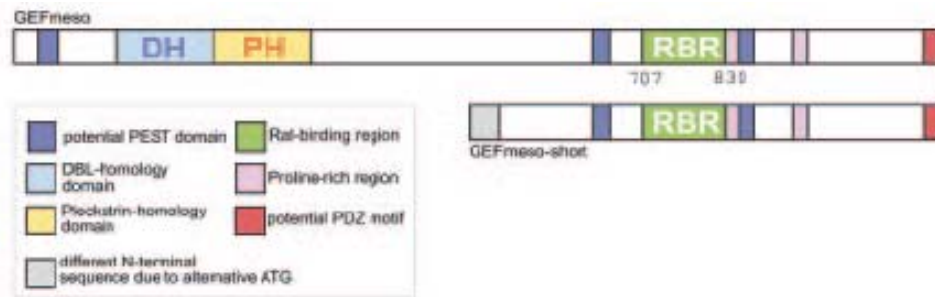 GEFmeso
DH PH RBR
707 830
RBR
GEFmeso-short
potential PEST domain
Ral-binding region
DBL-homology
domain
Proline-rich region
Pleckstrin-homology
domain
potential PDZ motif
different N-terminal
sequence due to alternative ATG